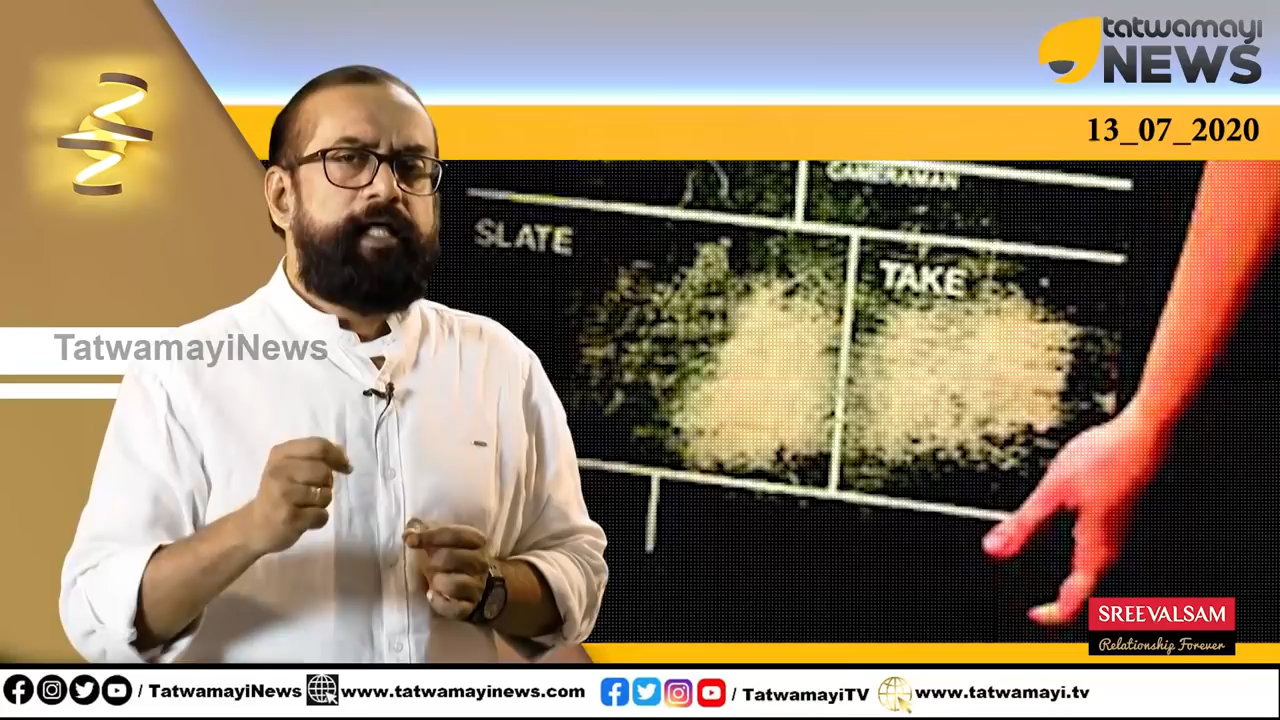 tatwamayi
NEWS
13_07_2020
CAMERAMAN
SLATE
TAKE
TatwamayiNews
SREEVALSAM
Relationship Forever
/ TatwamayiNews
www.tatwamayinews.com
/ TatwamayiTV
www.tatwamayi.tv